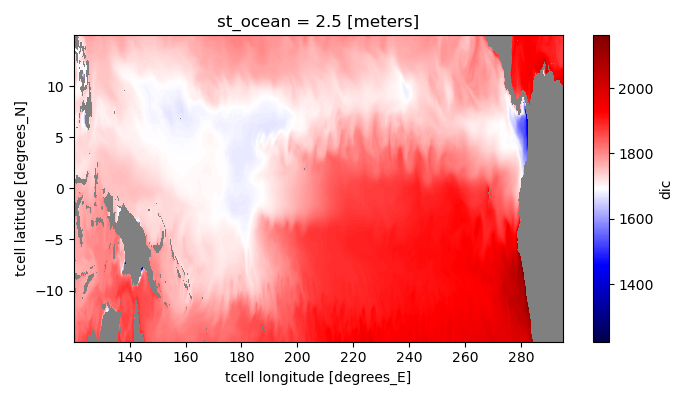 st_ocean = 2.5 [meters]
10
5
0
−5
−10
tcell latitude [degrees_N]
140 160 180 200 220 240 260 280
tcell longitude [degrees_E]
2000
1800
1600
1400
dic